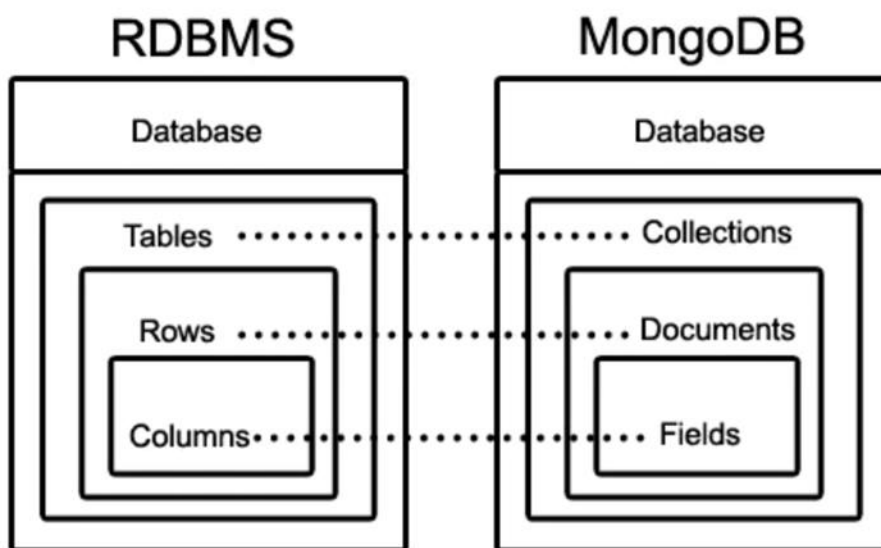 RDBMS MongoDB
Database Database
Tables Collections
Rows Documents
Columns Fields